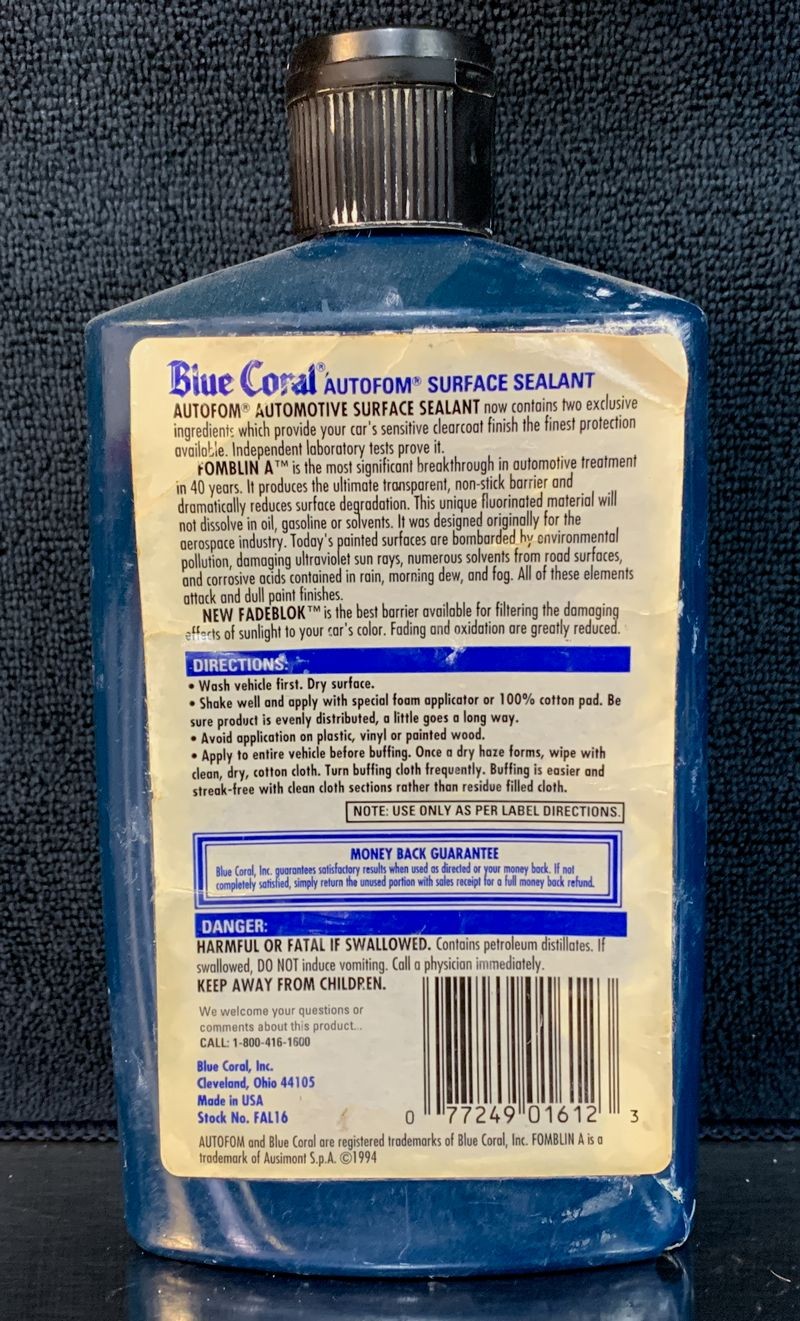 Blue Coral® AUTOFOM® SURFACE SEALANT
AUTOFOM® AUTOMOTIVE SURFACE SEALANT now contains two exclusive
ingredients which provide your car's sensitive clearcoat finish the finest protection
available. Independent laboratory tests prove it.
FOMBLIN A™ is the most significant breakthrough in automotive treatment
in 40 years. It produces the ultimate transparent, non-stick barrier and
dramatically reduces surface degradation. This unique fluorinated material will
not dissolve in oil, gasoline or solvents. It was designed originally for the
aerospace industry. Today's painted surfaces are bombarded by environmental
pollution, damaging ultraviolet sun rays, numerous solvents from road surfaces,
and corrosive acids contained in rain, morning dew, and fog. All of these elements
attack and dull paint finishes.
NEW FADEBLOK™ is the best barrier available for filtering the damaging
effects of sunlight to your car's color. Fading and oxidation are greatly reduced.
DIRECTIONS:
• Wash vehicle first. Dry surface.
• Shake well and apply with special foam applicator or 100% cotton pad. Be
sure product is evenly distributed, a little goes a long way.
• Avoid application on plastic, vinyl or painted wood.
• Apply to entire vehicle before buffing. Once a dry haze forms, wipe with
clean, dry, cotton cloth. Turn buffing cloth frequently. Buffing is easier and
streak-free with clean cloth sections rather than residue filled cloth.
NOTE: USE ONLY AS PER LABEL DIRECTIONS.
MONEY BACK GUARANTEE
Blue Coral, Inc. guarantees satisfactory results when used as directed or your money back. If not
completely satisfied, simply return the unused portion with sales receipt for a full money back refund.
DANGER:
HARMFUL OR FATAL IF SWALLOWED. Contains petroleum distillates. If
swallowed, DO NOT induce vomiting. Call a physician immediately.
KEEP AWAY FROM CHILDREN.
We welcome your questions or
comments about this product...
CALL: 1-800-416-1600
Blue Coral, Inc.
Cleveland, Ohio 44105
Made in USA
Stock No. FAL16
0 77249 01612 3
AUTOFOM and Blue Coral are registered trademarks of Blue Coral, Inc. FOMBLIN A is a
trademark of Ausimont S.p.A. ©1994